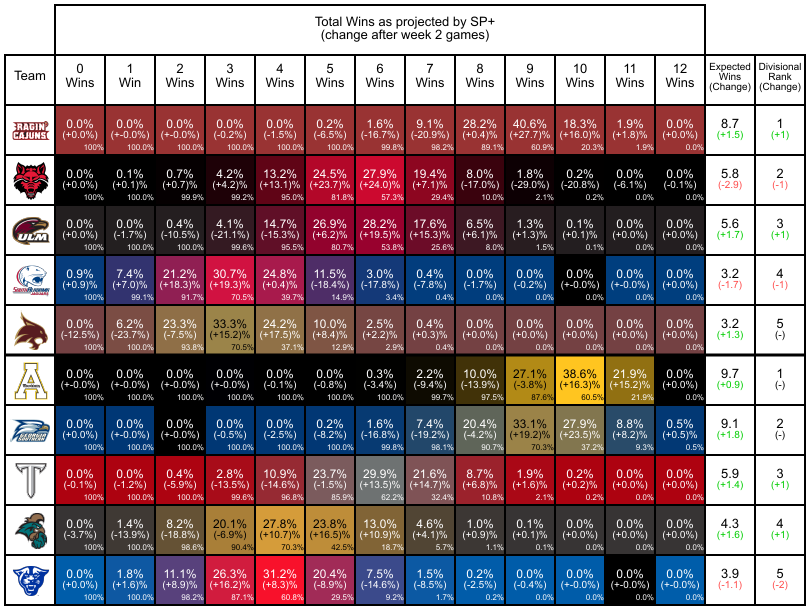 Total Wins as projected by SP+
(change after week 2 games)
Team
0 Wins
1 Win
2 Wins
3 Wins
4 Wins
5 Wins
6 Wins
7 Wins
8 Wins
9 Wins
10 Wins
11 Wins
12 Wins
Expected Wins (Change)
Divisional Rank (Change)
RAGIN' CAJUNS
0.0% 0.0% 0.0% 0.0% 0.0% 0.2% 1.6% 9.1% 28.2% 40.6% 18.3% 1.9% 0.0% 8.7 1
(+0.0%) (+-0.0%) (+-0.0%) (-0.2%) (-1.5%) (-6.5%) (-16.7%) (-20.9%) (+0.4)% (+27.7)% (+16.0)% (+1.8)% (+0.0)% (+1.5) (+1)
100% 100.0% 100.0% 100.0% 100.0% 100.0% 99.8% 98.2% 89.1% 60.9% 20.3% 1.9% 0.0%
0.0% 0.1% 0.7% 4.2% 13.2% 24.5% 27.9% 19.4% 8.0% 1.8% 0.2% 0.0% 0.0% 5.8 2
(+0.0%) (+0.1)% (+0.7)% (+4.2)% (+13.1)% (+23.7)% (+24.0)% (+7.1)% (-17.0)% (-29.0)% (-20.8)% (-6.1)% (-0.1)% (-2.9) (-1)
100% 100.0% 99.9% 99.2% 95.0% 81.8% 57.3% 29.4% 10.0% 2.1% 0.2% 0.0% 0.0%
ULM
0.0% 0.0% 0.4% 4.1% 14.7% 26.9% 28.2% 17.6% 6.5% 1.3% 0.1% 0.0% 0.0% 5.6 3
(+0.0%) (-1.7%) (-10.5%) (-21.1%) (-15.3%) (+6.2)% (+19.5)% (+15.3)% (+6.1)% (+1.3)% (+0.1)% (+0.0)% (+0.0)% (+1.7) (+1)
100% 100.0% 100.0% 99.6% 95.5% 80.7% 53.8% 25.6% 8.0% 1.5% 0.1% 0.0% 0.0%
SOUTH ALABAMA
JAGUARS
0.9% 7.4% 21.2% 30.7% 24.8% 11.5% 3.0% 0.4% 0.0% 0.0% 0.0% 0.0% 0.0% 3.2 4
(+0.9)% (+7.0)% (+18.3)% (+19.3)% (+0.4)% (-18.4)% (-17.8)% (-7.8)% (-1.7)% (-0.2)% (+-0.0)% (+-0.0)% (+0.0)% (-1.7) (-1)
100% 99.1% 91.7% 70.5% 39.7% 14.9% 3.4% 0.4% 0.0% 0.0% 0.0% 0.0% 0.0%
0.0% 6.2% 23.3% 33.3% 24.2% 10.0% 2.5% 0.4% 0.0% 0.0% 0.0% 0.0% 0.0% 3.2 5
(-12.5%) (-23.7%) (-7.5%) (+15.2)% (+17.5)% (+8.4)% (+2.2)% (+0.3)% (+0.0)% (+0.0)% (+0.0)% (+0.0)% (+0.0)% (+1.3) (-)
100% 100.0% 93.8% 70.5% 37.1% 12.9% 2.9% 0.4% 0.0% 0.0% 0.0% 0.0% 0.0%
A
0.0% 0.0% 0.0% 0.0% 0.0% 0.0% 0.3% 2.2% 10.0% 27.1% 38.6% 21.9% 0.0% 9.7 1
(+-0.0%) (+-0.0%) (+-0.0%) (+-0.0%) (-0.1%) (-0.8%) (-3.4%) (-9.4%) (-13.9%) (-3.8%) (+16.3)% (+15.2)% (+0.0)% (+0.9) (-)
100% 100.0% 100.0% 100.0% 100.0% 100.0% 100.0% 99.7% 97.5% 87.6% 60.5% 21.9% 0.0%
0.0% 0.0% 0.0% 0.0% 0.0% 0.2% 1.6% 7.4% 20.4% 33.1% 27.9% 8.8% 0.5% 9.1 2
(+0.0%) (+-0.0%) (+-0.0%) (-0.5%) (-2.5%) (-8.2%) (-16.8%) (-19.2%) (-4.2%) (+19.2)% (+23.5)% (+8.2)% (+0.5)% (+1.8) (-)
100% 100.0% 100.0% 100.0% 100.0% 100.0% 99.8% 98.1% 90.7% 70.3% 37.2% 9.3% 0.5%
T
0.0% 0.0% 0.4% 2.8% 10.9% 23.7% 29.9% 21.6% 8.7% 1.9% 0.2% 0.0% 0.0% 5.9 3
(-0.1%) (-1.2%) (-5.9%) (-13.5%) (-14.6%) (-1.5%) (+13.5)% (+14.7)% (+6.8)% (+1.6)% (+0.2)% (+0.0)% (+0.0)% (+1.4) (+1)
100% 100.0% 100.0% 99.6% 96.8% 85.9% 62.2% 32.4% 10.8% 2.1% 0.2% 0.0% 0.0%
0.0% 1.4% 8.2% 20.1% 27.8% 23.8% 13.0% 4.6% 1.0% 0.1% 0.0% 0.0% 0.0% 4.3 4
(-3.7%) (-13.9%) (-18.8%) (-6.9%) (+10.7)% (+16.5)% (+10.9)% (+4.1)% (+0.9)% (+0.1)% (+0.0)% (+0.0)% (+0.0)% (+1.6) (+1)
100% 100.0% 98.6% 90.4% 70.3% 42.5% 18.7% 5.7% 1.1% 0.1% 0.0% 0.0% 0.0%
0.0% 1.8% 11.1% 26.3% 31.2% 20.4% 7.5% 1.5% 0.2% 0.0% 0.0% 0.0% 0.0% 3.9 5
(+0.0)% (+1.6)% (+8.9)% (+16.2)% (+8.3)% (-8.9)% (-14.6)% (-8.5)% (-2.5)% (-0.4)% (+-0.0)% (+-0.0)% (+0.0)% (-1.1) (-2)
100% 100.0% 98.2% 87.1% 60.8% 29.5% 9.2% 1.7% 0.2% 0.0% 0.0% 0.0% 0.0%